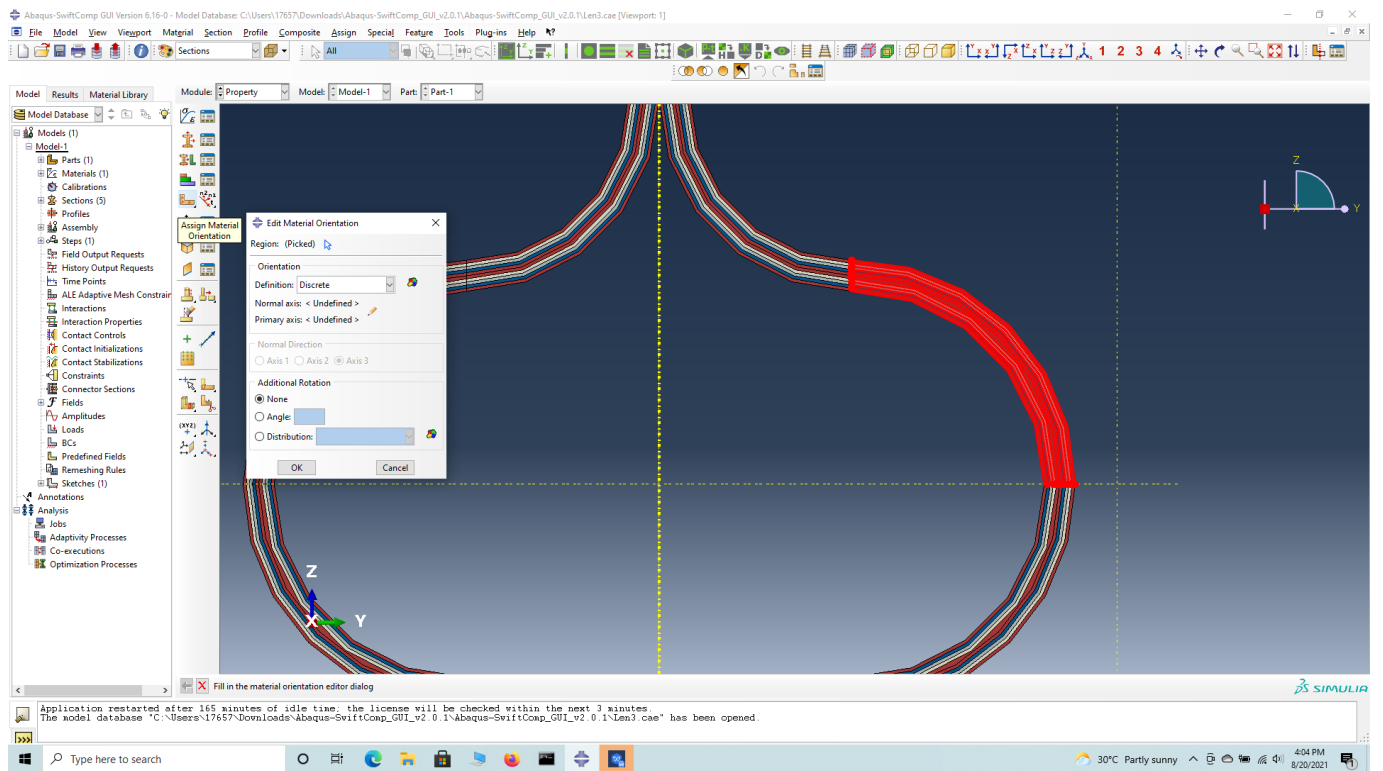 Abaqus-SwiftComp GUI Version 6.16-0 - Model Database: C:\Users\17657\Downloads\Abaqus-SwiftComp_GUI_v2.0.1\Abaqus-SwiftComp_GUI_v2.0.1\Len3.cae [Viewport: 1]
File Model View Viewport Material Section Profile Composite Assign Special Feature Tools Plug-ins Help
Sections All 1 2 3 4
Model Results Material Library Module: Property Model: Model-1 Part: Part-1
Model Database
Models (1)
Model-1
Parts (1)
Materials (1)
Calibrations
Sections (5)
Profiles
Assembly
Steps (1)
Field Output Requests
History Output Requests
Time Points
ALE Adaptive Mesh Constrain
Interactions
Interaction Properties
Contact Controls
Contact Initializations
Contact Stabilizations
Constraints
Connector Sections
Fields
Amplitudes
Loads
BCs
Predefined Fields
Remeshing Rules
Sketches (1)
Annotations
Analysis
Jobs
Adaptivity Processes
Co-executions
Optimization Processes
Assign Material
Orientation
Edit Material Orientation
Region: (Picked)
Orientation
Definition: Discrete
Normal axis: < Undefined >
Primary axis: < Undefined >
Normal Direction
Axis 1 Axis 2 Axis 3
Additional Rotation
None
Angle:
Distribution:
OK Cancel
Z
X Y
Z
X Y
Fill in the material orientation editor dialog
SIMULIA
Application restarted after 165 minutes of idle time; the license will be checked within the next 3 minutes.
The model database "C:\Users\17657\Downloads\Abaqus-SwiftComp_GUI_v2.0.1\Abaqus-SwiftComp_GUI_v2.0.1\Len3.cae" has been opened.
>>>
Type here to search
30°C Partly sunny
4:04 PM
8/20/2021